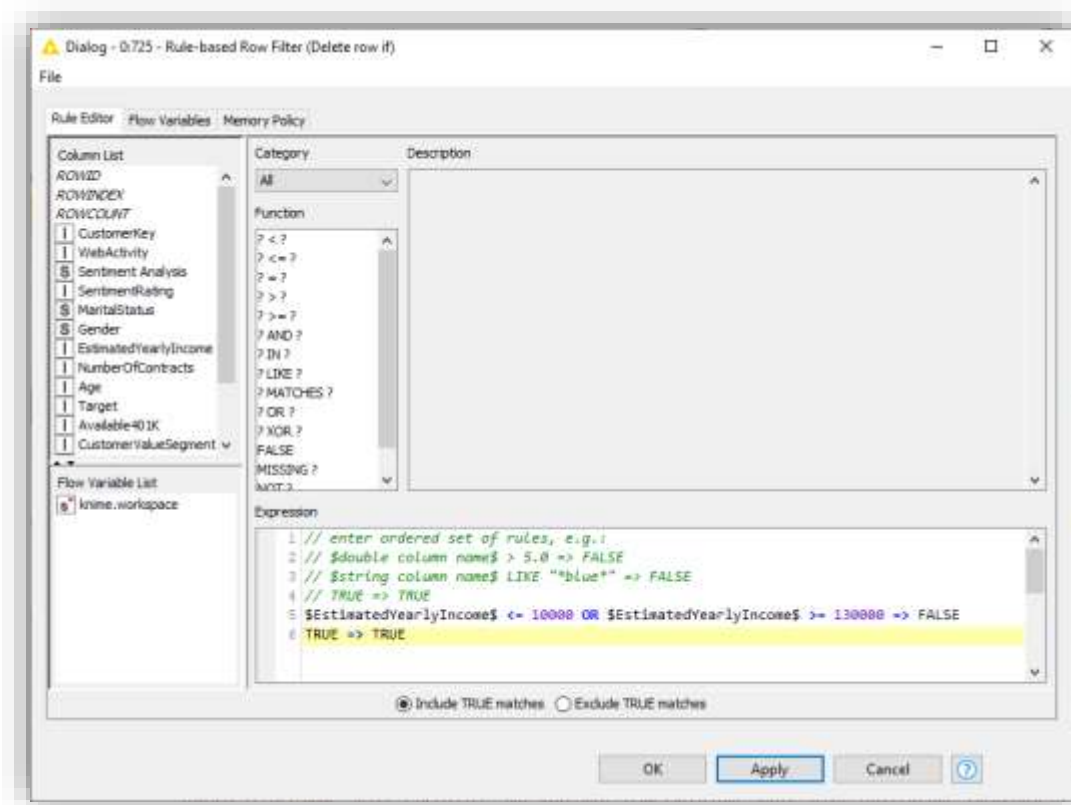 Dialog - 0:725 - Rule-based Row Filter (Delete row if)
File
Rule Editor Flow Variables Memory Policy
Column List
ROWID
ROWINDEX
ROWCOUNT
I CustomerKey
I WebActivity
S Sentiment Analysis
I SentimentRating
S MaritalStatus
S Gender
I EstimatedYearlyIncome
I NumberOfContracts
I Age
I Target
I Available401K
I CustomerValueSegment
Flow Variable List
s knime.workspace
Category
All
Function
? < ?
? <= ?
? = ?
? > ?
? >= ?
? AND ?
? IN ?
? LIKE ?
? MATCHES ?
? OR ?
? XOR ?
FALSE
MISSING ?
NOT ?
Description
Expression
1 // enter ordered set of rules, e.g.:
2 // $double column name$ > 5.0 => FALSE
3 // $string column name$ LIKE "*blue*" => FALSE
4 // TRUE => TRUE
5 $EstimatedYearlyIncome$ <= 10000 OR $EstimatedYearlyIncome$ >= 130000 => FALSE
6 TRUE => TRUE
Include TRUE matches Exclude TRUE matches
OK Apply Cancel ?